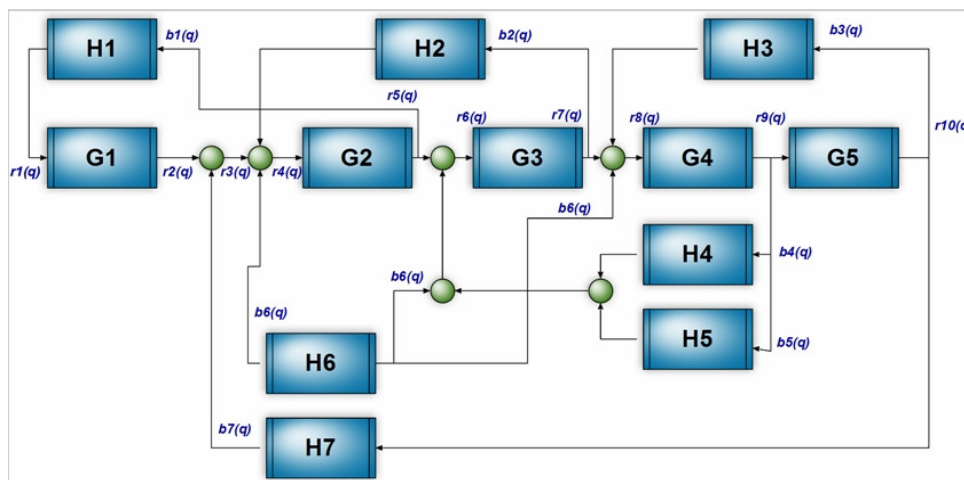 H1
b1(q)
H2
b2(q)
H3
b3(q)
r5(q)
r1(q)
G1
r2(q)
r3(q)
r4(q)
G2
r6(q)
G3
r7(q)
r8(q)
G4
r9(q)
G5
r10(q
b6(q)
H4
b4(q)
b6(q)
H5
b5(q)
b6(q)
H6
b7(q)
H7